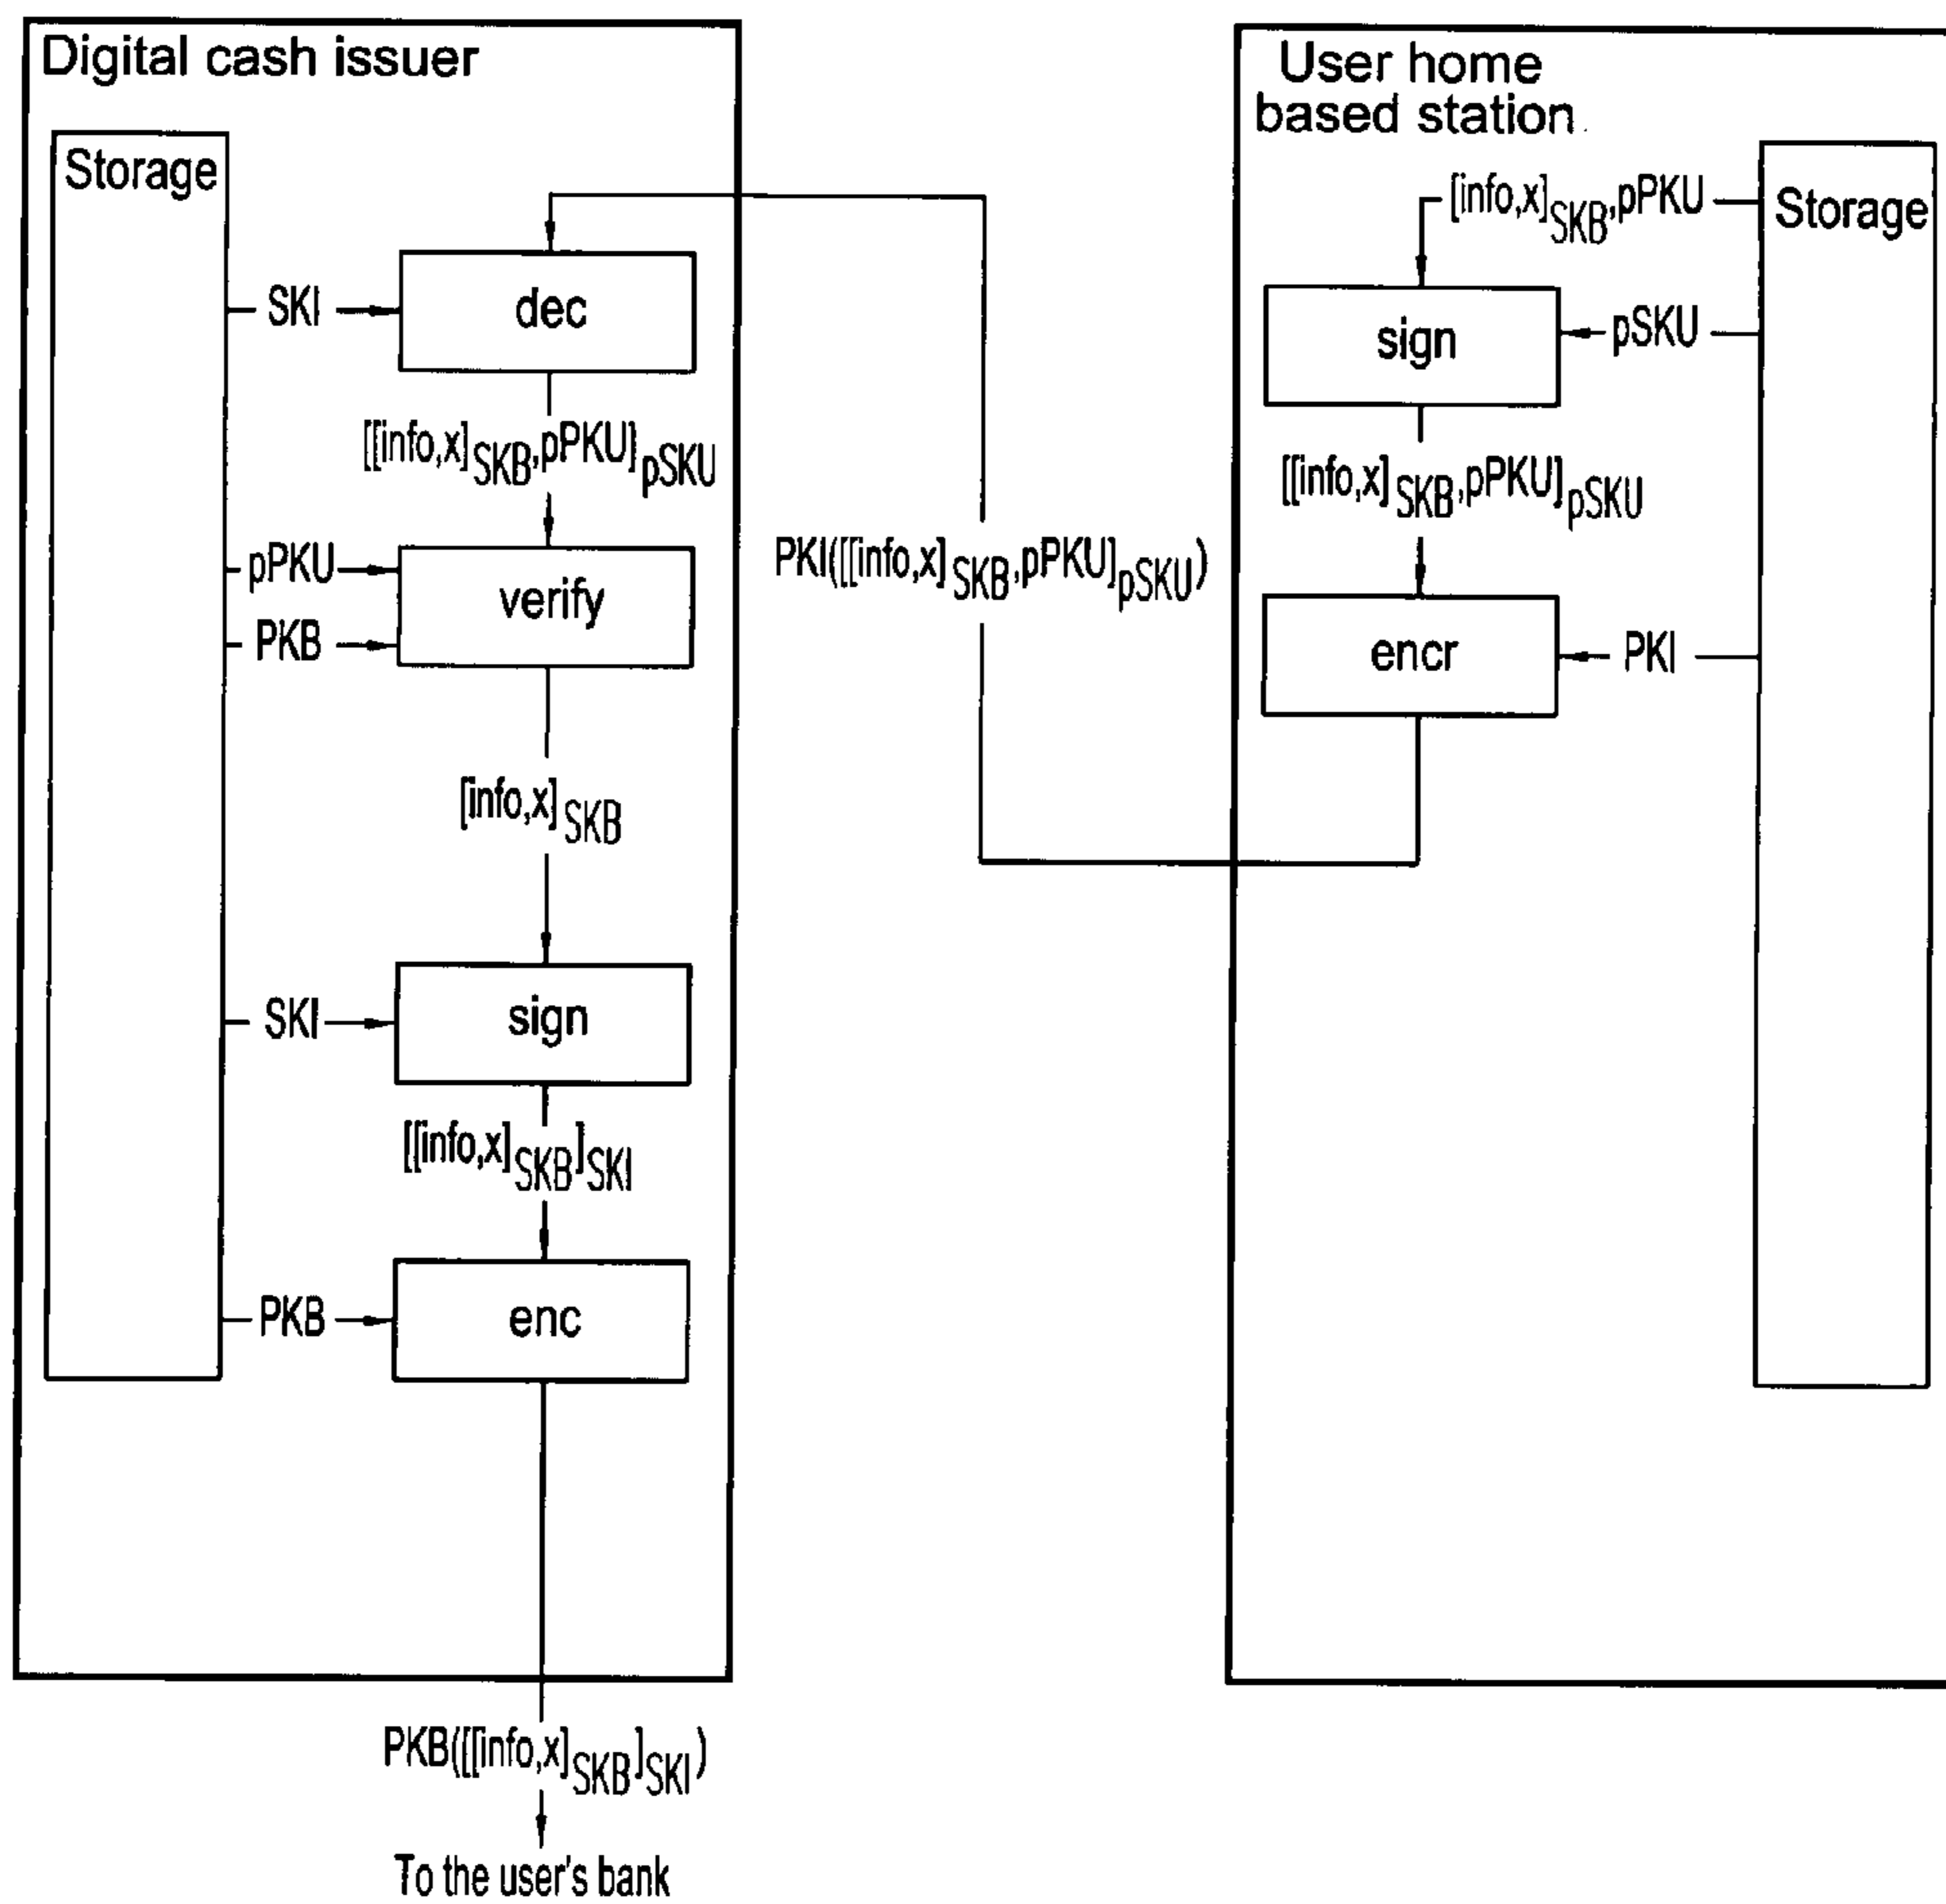 Digital cash issuer
Storage
SKI
dec
[[info,x]SKB,pPKU]pSKU
pPKU
verify
PKB
[info,x]SKB
SKI
sign
[[info,x]SKB]SKI
PKB
enc
PKB([[info,x]SKB]SKI)
To the user's bank
PKI([[info,x]SKB,pPKU]pSKU)
User home
based station
[info,x]SKB,pPKU
Storage
sign
pSKU
[[info,x]SKB,pPKU]pSKU
encr
PKI